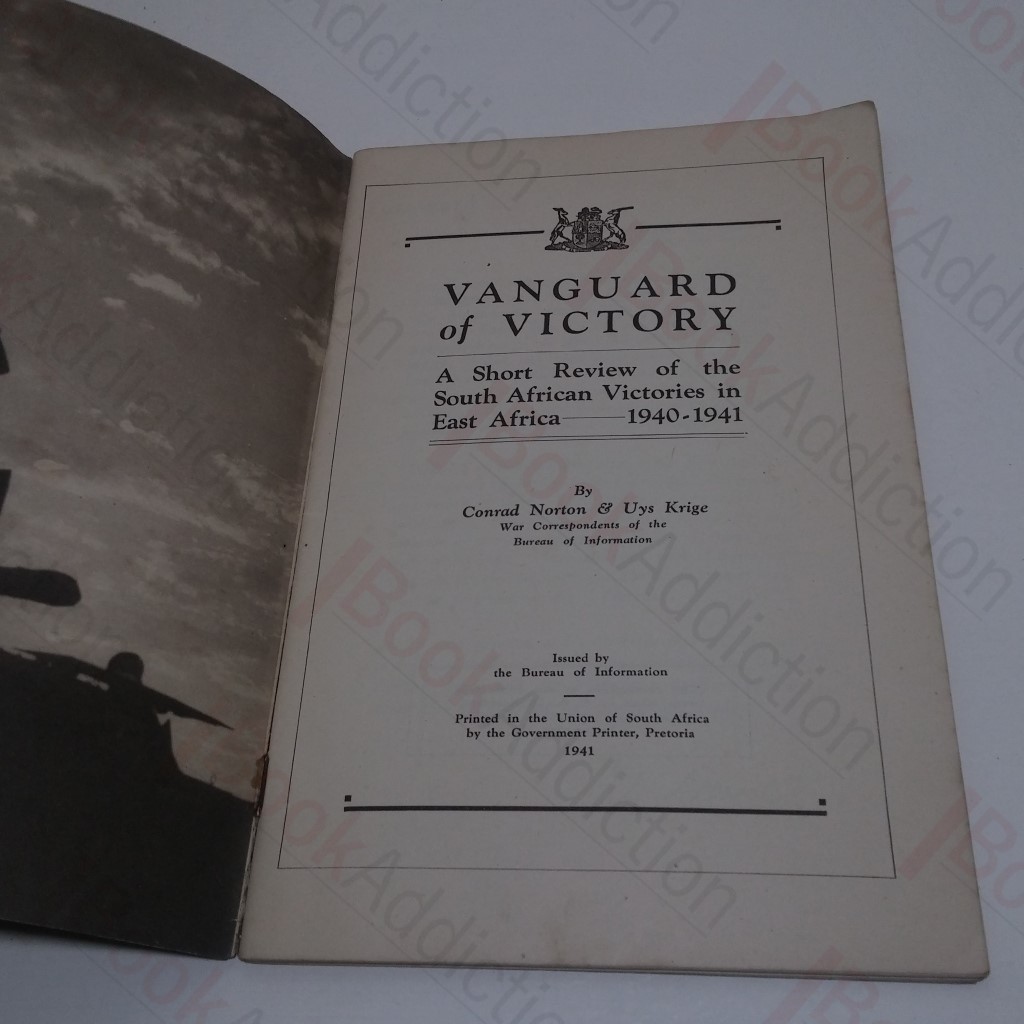 VANGUARD
of VICTORY
A Short Review of the
South African Victories in
East Africa——1940-1941
By
Conrad Norton & Uys Krige
War Correspondents of the
Bureau of Information
Issued by
the Bureau of Information
Printed in the Union of South Africa
by the Government Printer, Pretoria
1941
BookAddiction